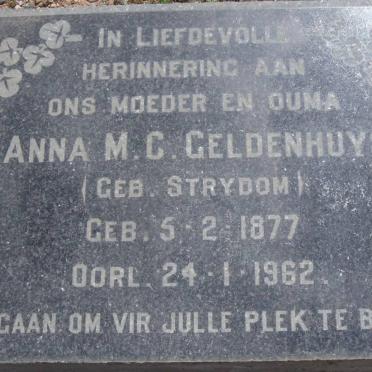 IN LIEFDEVOLLE
HERINNERING AAN
ONS MOEDER EN OUMA
ANNA M. C. GELDENHUY
(GEB. STRYDOM)
GEB. 5-2-1877
OORL. 24-1-1962.
GAAN OM VIR JULLE PLEK TE B